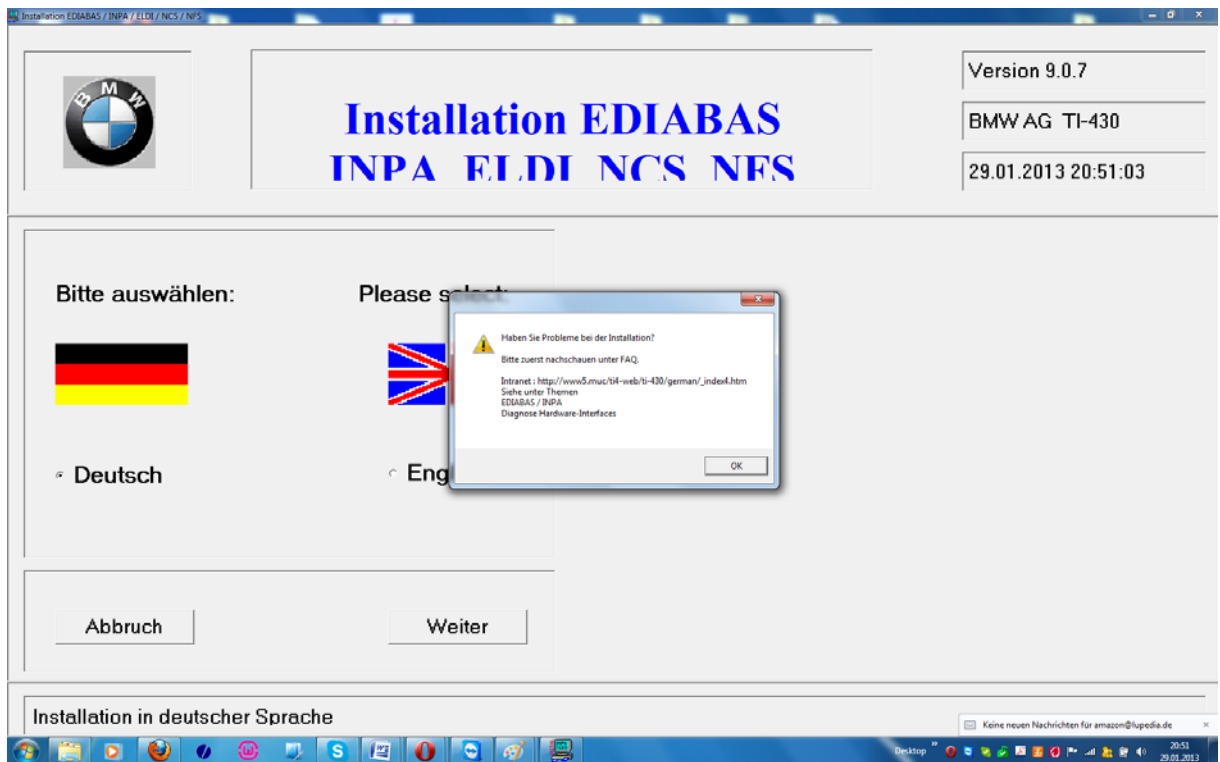 Installation EDIABAS / INPA / ELDI / NCS / NFS
BMW
Installation EDIABAS
INPA ELDI NCS NFS
Version 9.0.7
BMW AG TI-430
29.01.2013 20:51:03
Bitte auswählen:
Please select:
Haben Sie Probleme bei der Installation?
Bitte zuerst nachschauen unter FAQ.
Intranet : http://www5.muc/ti4-web/ti-430/german/_index4.htm
Siehe unter Themen
EDIABAS / INPA
Diagnose Hardware-Interfaces
OK
Deutsch
Eng
Abbruch
Weiter
Installation in deutscher Sprache
Keine neuen Nachrichten für amazon@lupedia.de
Desktop
20:51
29.01.2013